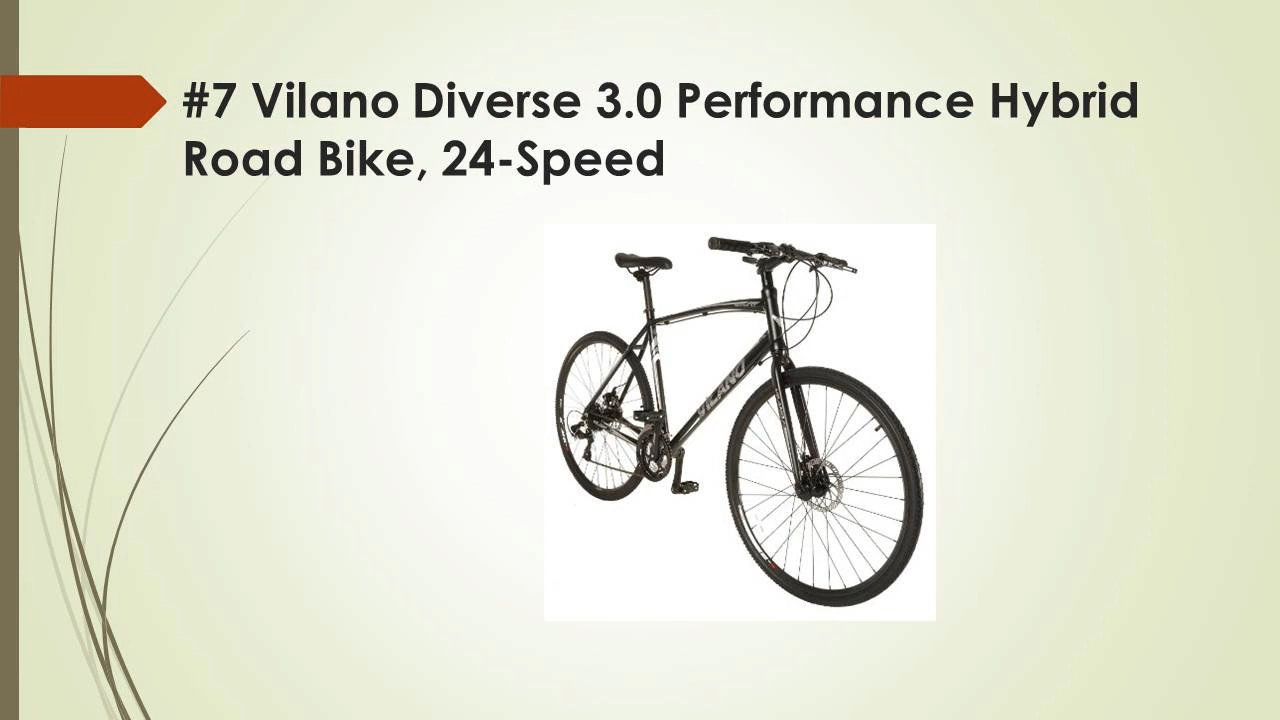 #7 Vilano Diverse 3.0 Performance Hybrid
Road Bike, 24-Speed
VILANO